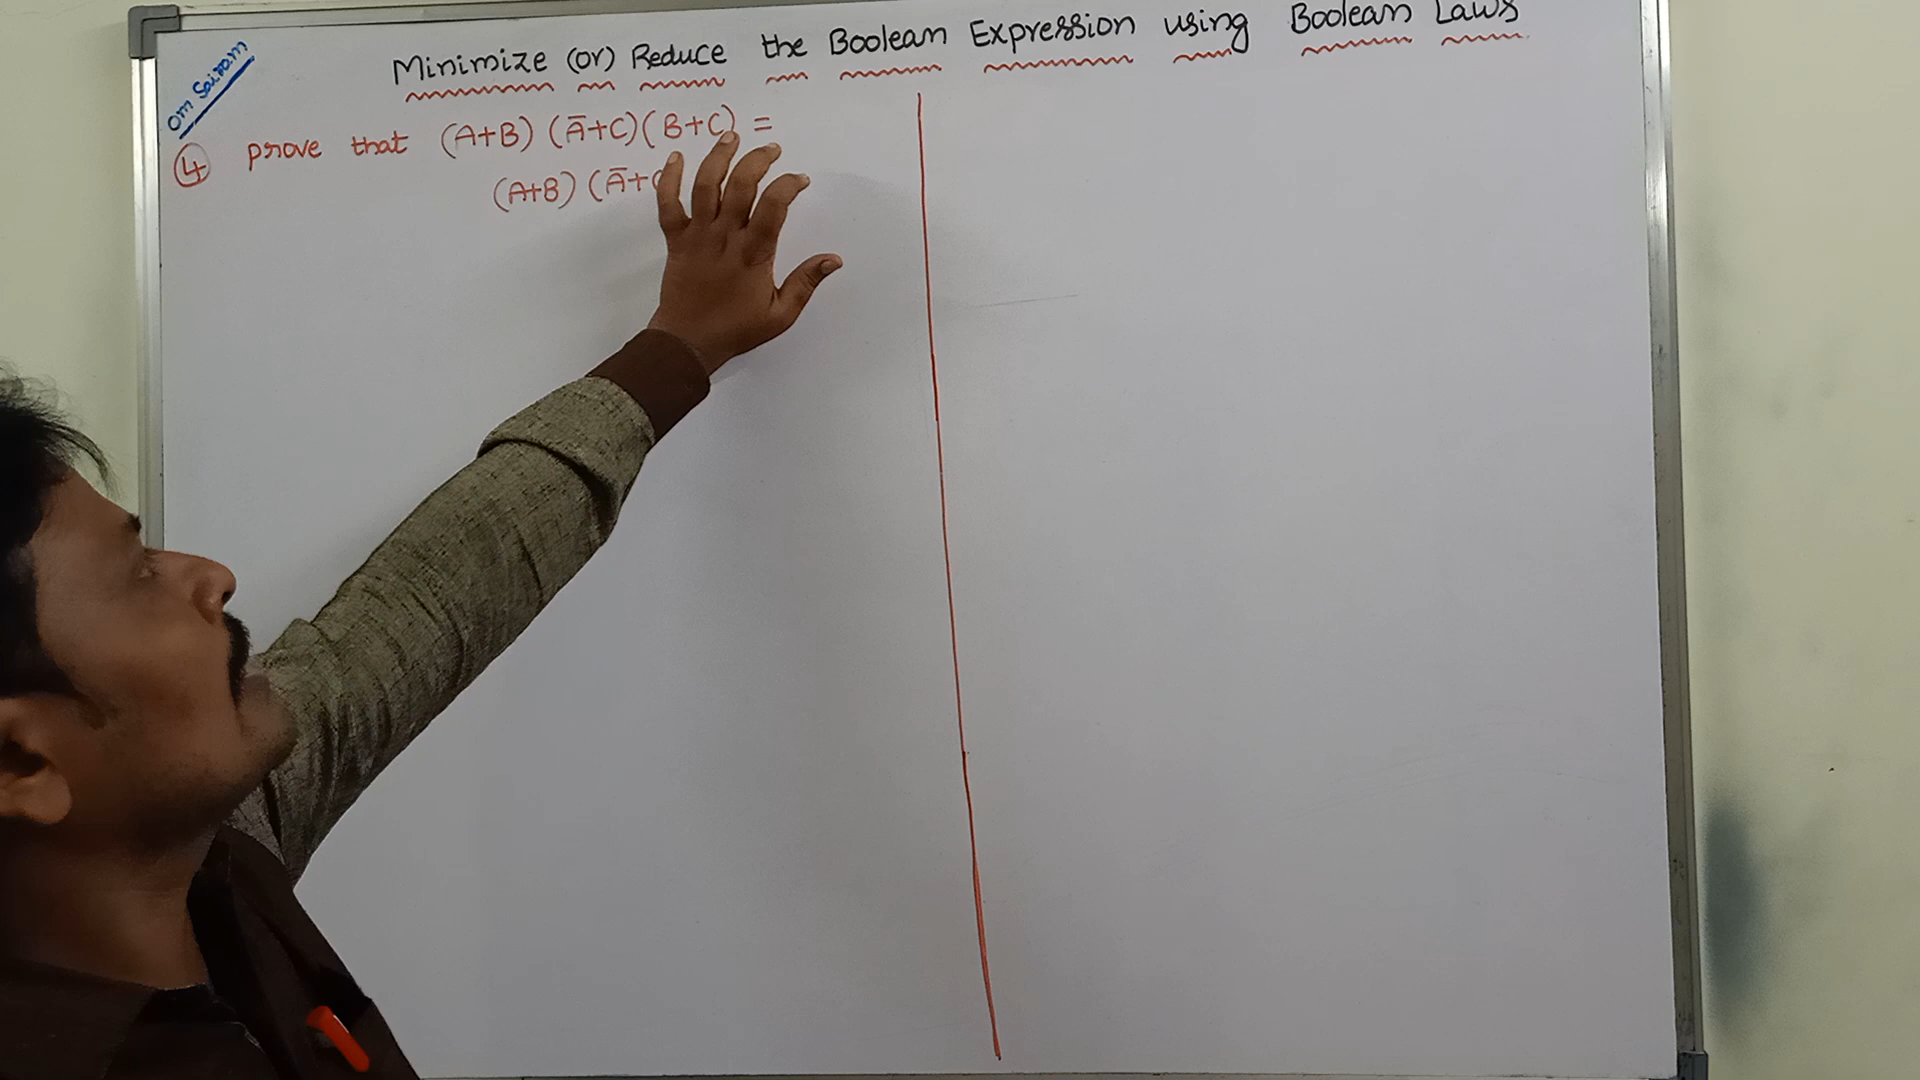 Om Sairam
Minimize (or) Reduce the Boolean Expression using Boolean Laws
④ prove that (A+B) (Ā+C) (B+C) =
(A+B) (Ā+